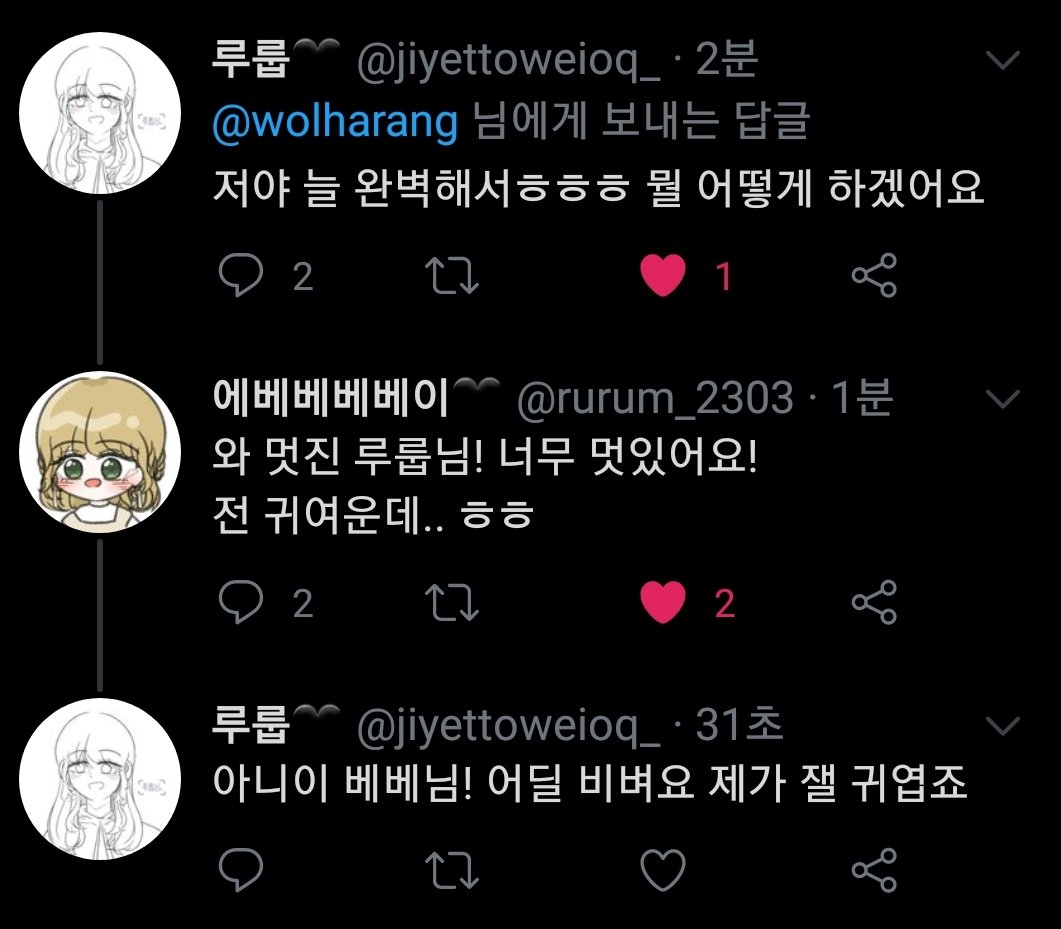 루룹🖤 @jiyettoweioq_ · 2분
@wolharang 님에게 보내는 답글
저야 늘 완벽해서ㅎㅎㅎ 뭘 어떻게 하겠어요
2 1
에베베베베이🖤 @rurum_2303 · 1분
와 멋진 루룹님! 너무 멋있어요!
전 귀여운데.. ㅎㅎ
2 2
루룹🖤 @jiyettoweioq_ · 31초
아니이 베베님! 어딜 비벼요 제가 잴 귀엽죠